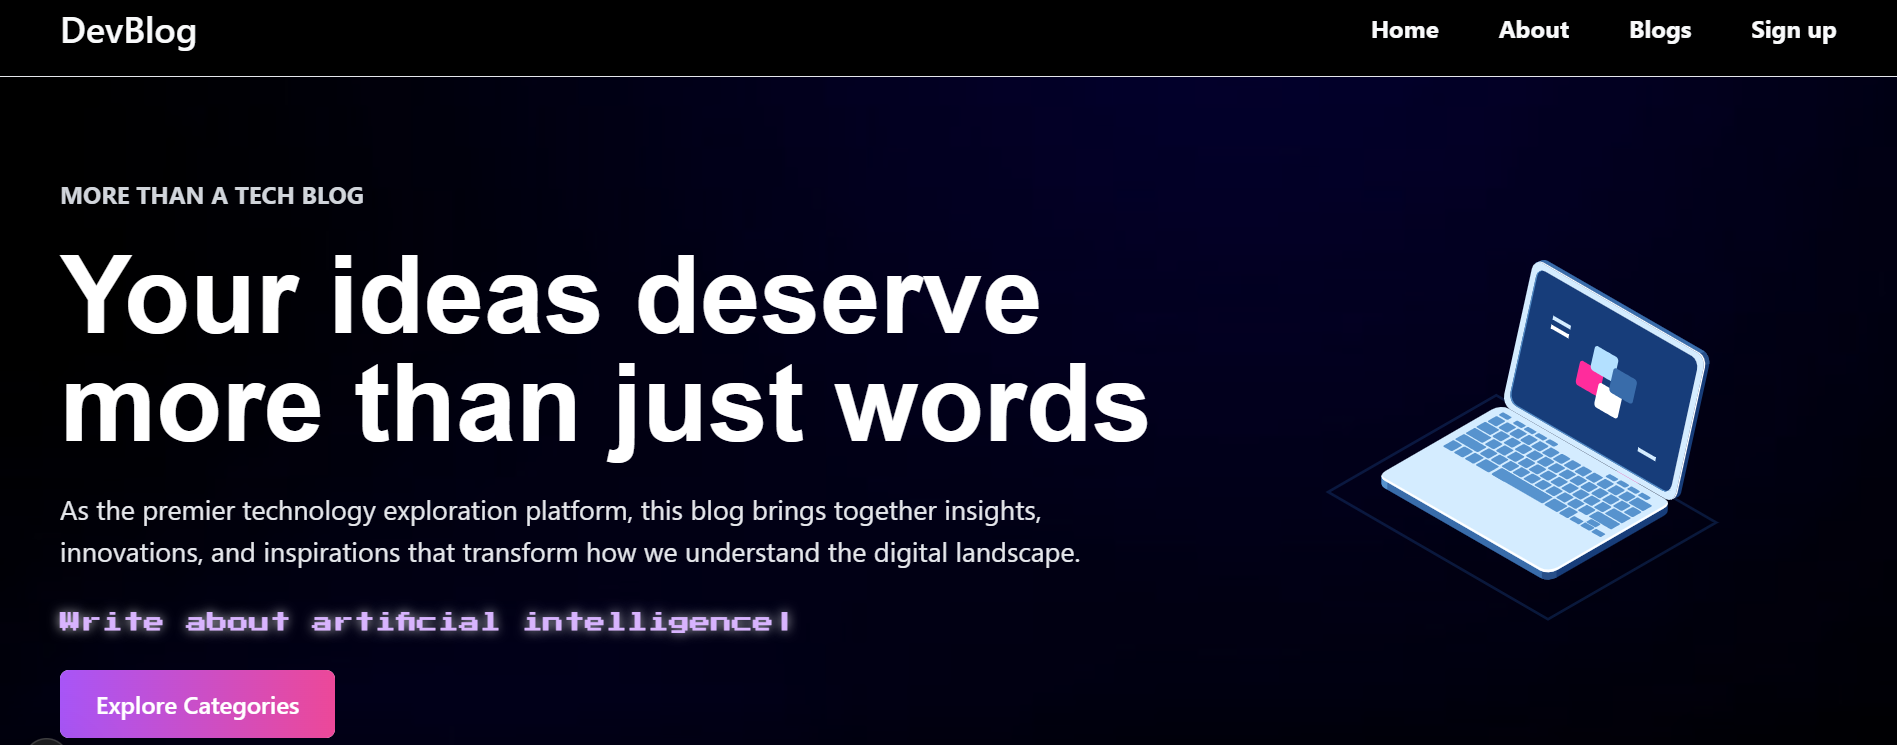 DevBlog
Home About Blogs Sign up
MORE THAN A TECH BLOG
Your ideas deserve
more than just words
As the premier technology exploration platform, this blog brings together insights,
innovations, and inspirations that transform how we understand the digital landscape.
Write about artificial intelligence|
Explore Categories